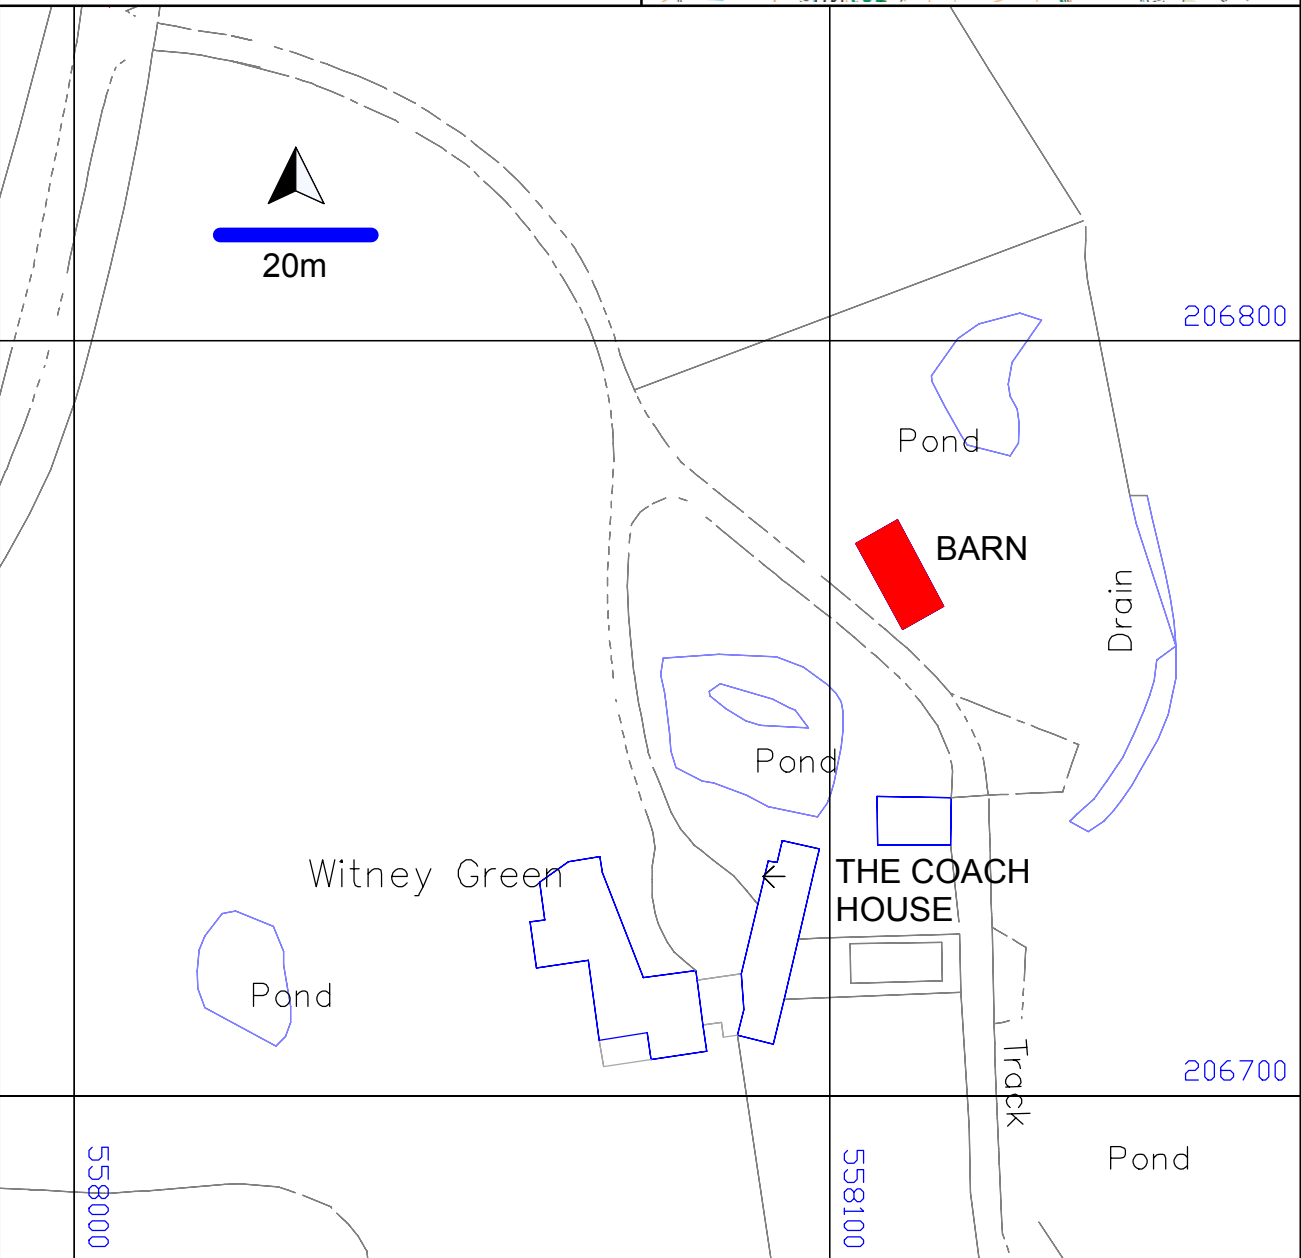 20m
206800
Pond
BARN
Drain
Pond
Witney Green
THE COACH
HOUSE
Pond
Track
206700
Pond
558000
558100